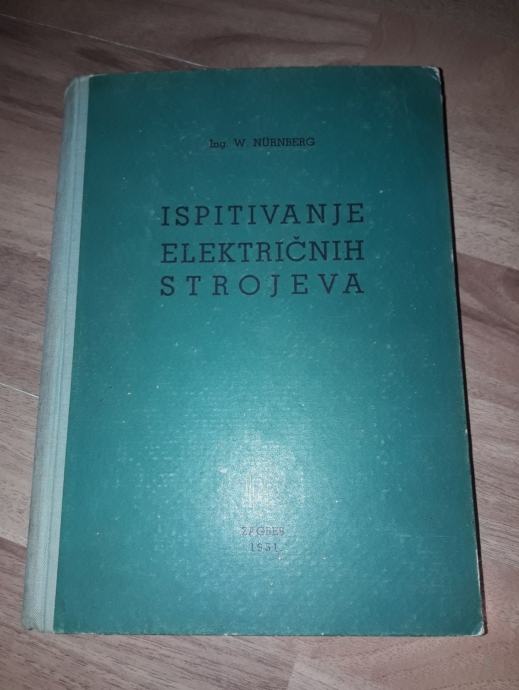 Ing. W. NÜRNBERG
ISPITIVANJE
ELEKTRIČNIH
STROJEVA
ZAGREB
1951